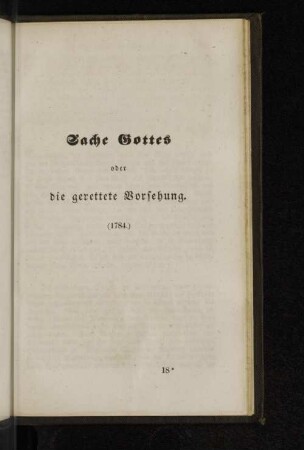 Sache Gottes
oder
die gerettete Vorsehung.
(1784.)
18*